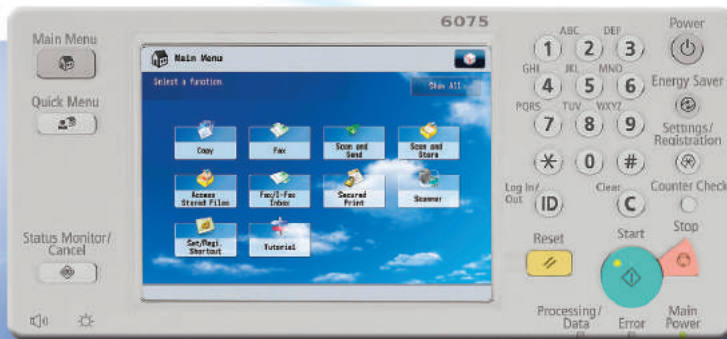 6075
Main Menu
Quick Menu
Status Monitor/
Cancel
Main Menu
Select a function
Show All
Copy
Fax
Scan and
Send
Scan and
Store
Access
Stored Files
Fax/I-Fax
Inbox
Secured
Print
Scanner
Set/Regi.
Shortcut
Tutorial
ABC
DEF
1
2
3
GHI
JKL
MNO
4
5
6
PQRS
TUV
WXYZ
7
8
9
0
#
Log In/
Out
ID
Clear
C
Power
Energy Saver
Settings/
Registration
Counter Check
Reset
Start
Stop
Processing/
Data
Error
Main
Power